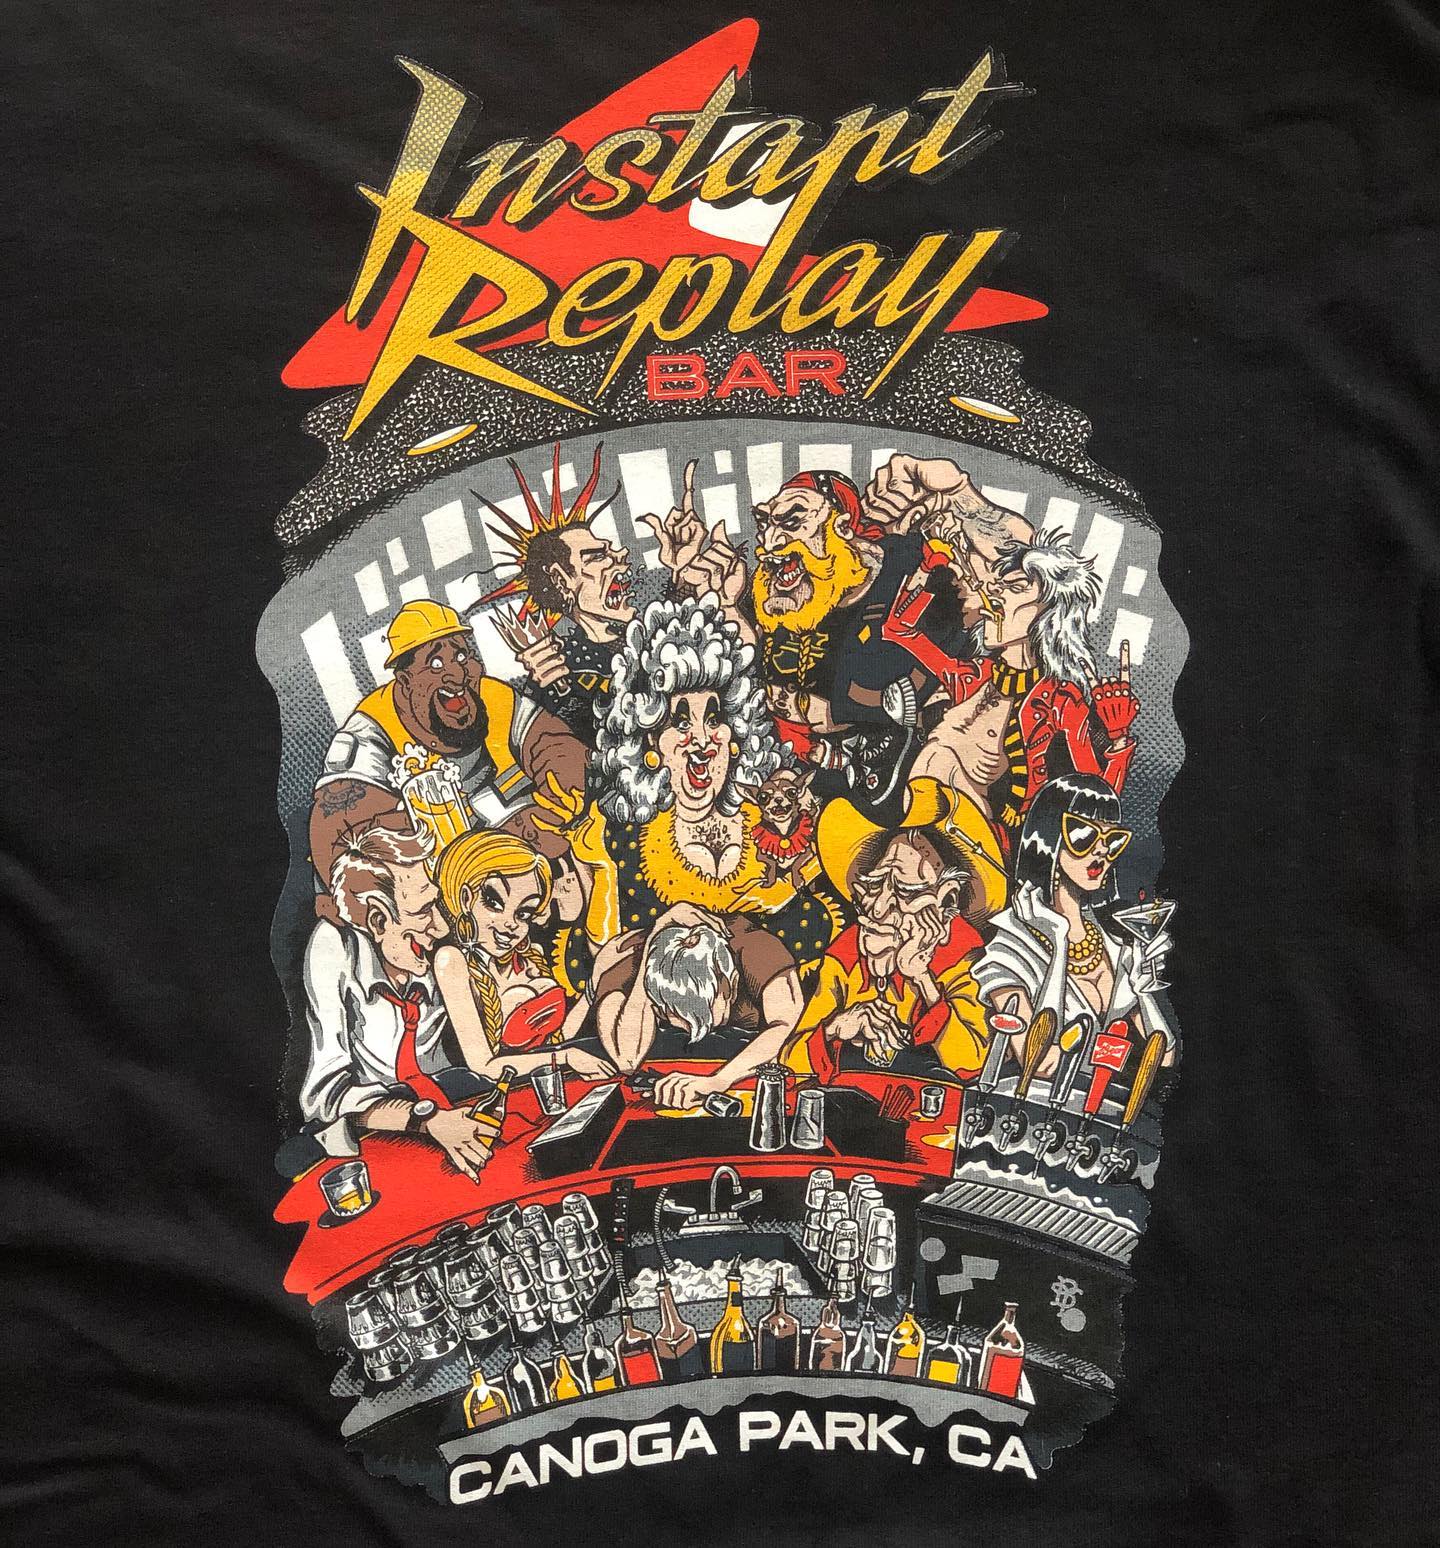 Instant
Replay
BAR
CANOGA PARK, CA